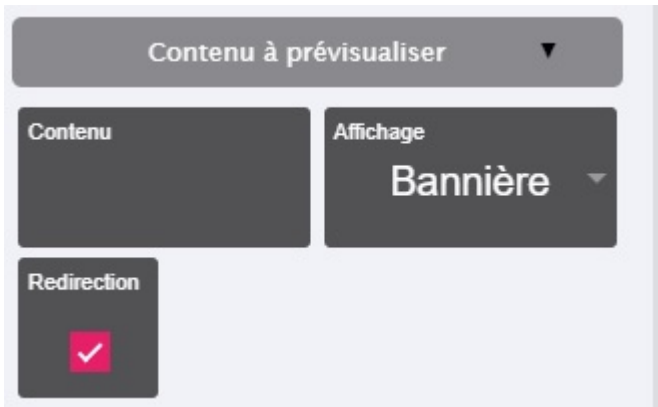 Contenu à prévisualiser
Contenu
Affichage
Bannière
Redirection